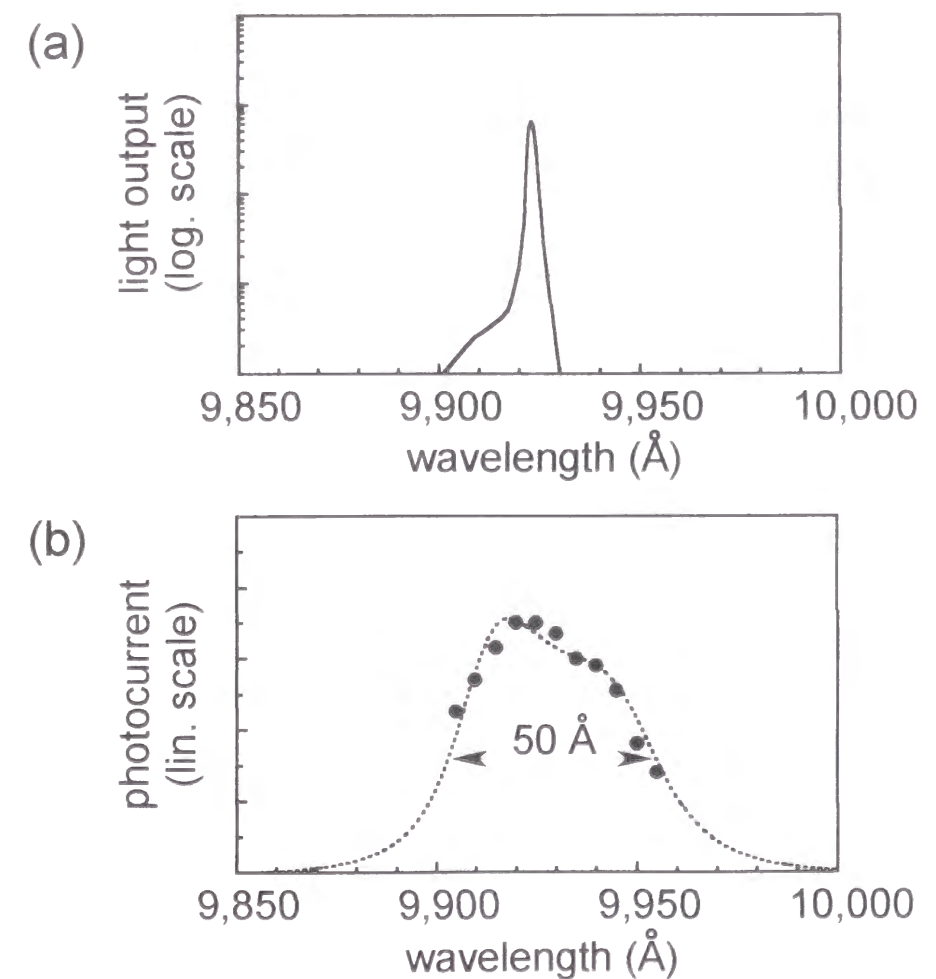 (a)
light output
(log. scale)
9,850 9,900 9,950 10,000
wavelength (Å)
(b)
photocurrent
(lin. scale)
50 Å
9,850 9,900 9,950 10,000
wavelength (Å)